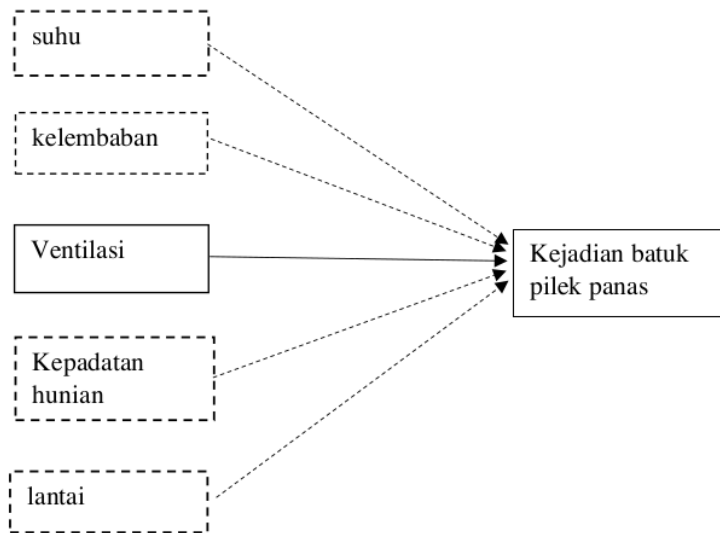 suhu
kelembaban
Ventilasi
Kejadian batuk
pilek panas
Kepadatan
hunian
lantai